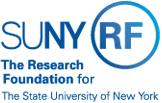 SUNY RF
The Research
Foundation for
The State University of New York